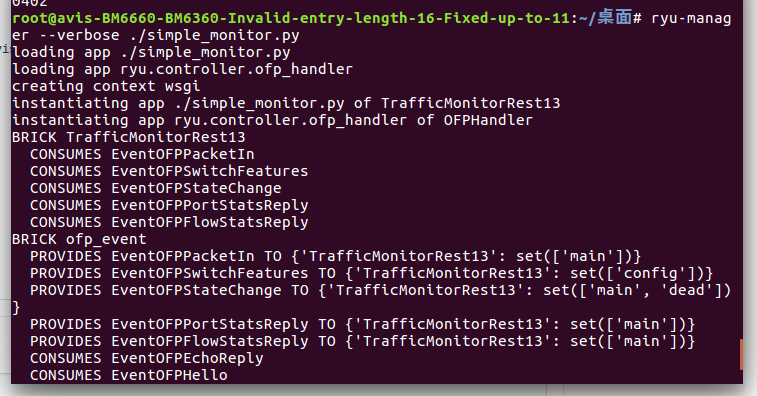 0402
root@avis-BM6660-BM6360-Invalid-entry-length-16-Fixed-up-to-11:~/桌面# ryu-manag
er --verbose ./simple_monitor.py
loading app ./simple_monitor.py
loading app ryu.controller.ofp_handler
creating context wsgi
instantiating app ./simple_monitor.py of TrafficMonitorRest13
instantiating app ryu.controller.ofp_handler of OFPHandler
BRICK TrafficMonitorRest13
  CONSUMES EventOFPPacketIn
  CONSUMES EventOFPSwitchFeatures
  CONSUMES EventOFPStateChange
  CONSUMES EventOFPPortStatsReply
  CONSUMES EventOFPFlowStatsReply
BRICK ofp_event
  PROVIDES EventOFPPacketIn TO {'TrafficMonitorRest13': set(['main'])}
  PROVIDES EventOFPSwitchFeatures TO {'TrafficMonitorRest13': set(['config'])}
  PROVIDES EventOFPStateChange TO {'TrafficMonitorRest13': set(['main', 'dead'])
}
  PROVIDES EventOFPPortStatsReply TO {'TrafficMonitorRest13': set(['main'])}
  PROVIDES EventOFPFlowStatsReply TO {'TrafficMonitorRest13': set(['main'])}
  CONSUMES EventOFPEchoReply
  CONSUMES EventOFPHello